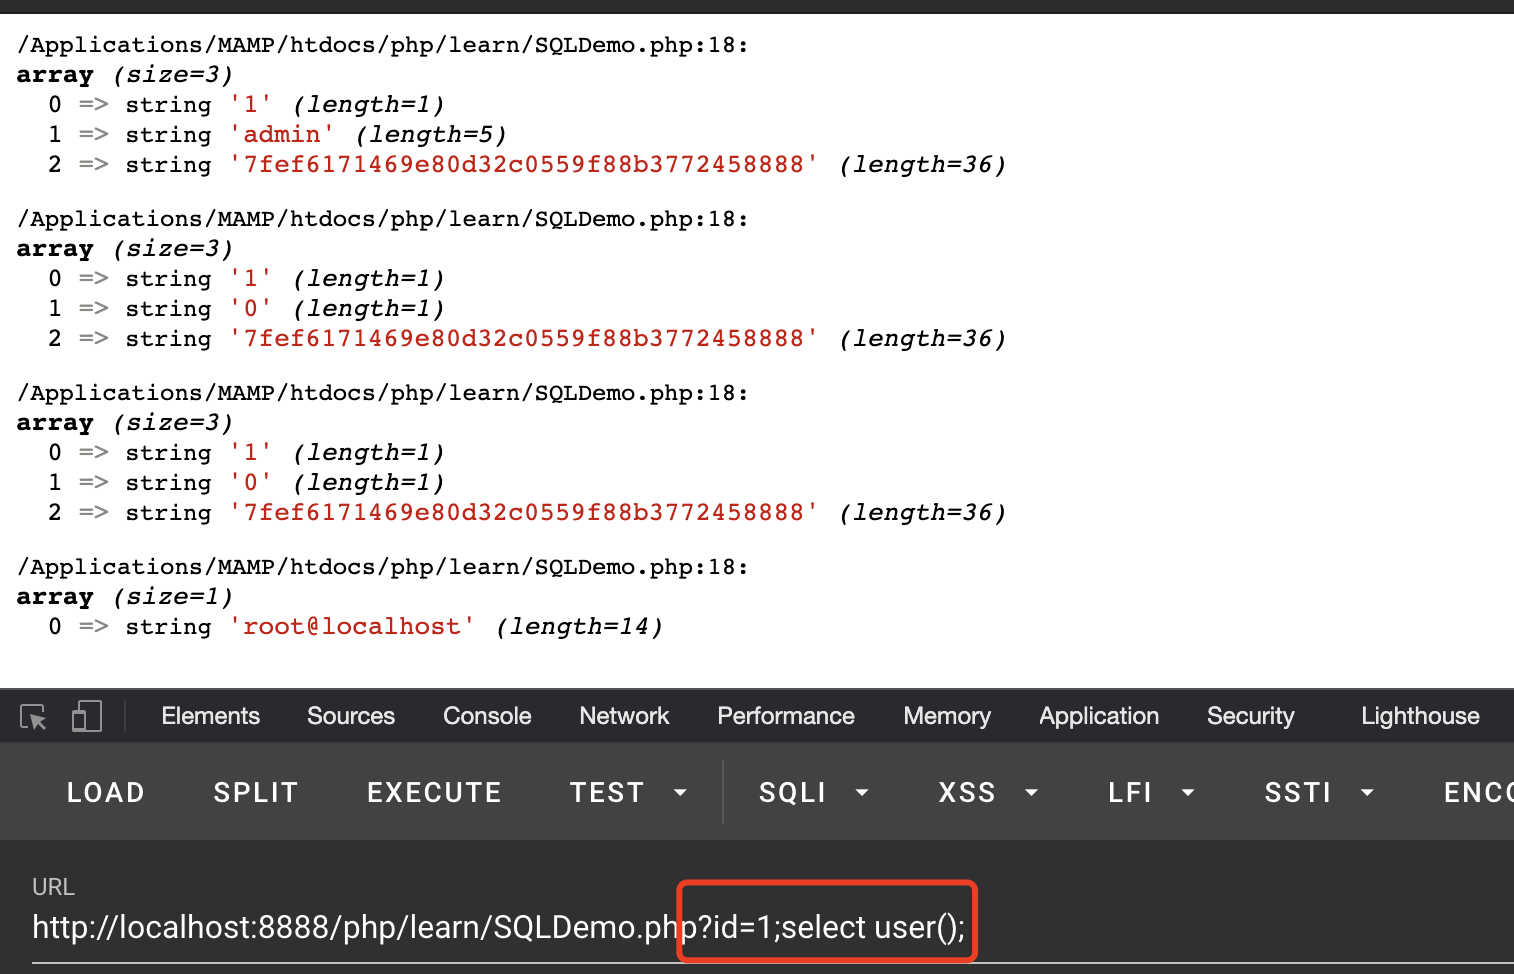 /Applications/MAMP/htdocs/php/learn/SQLDemo.php:18:
array (size=3)
0 => string '1' (length=1)
1 => string 'admin' (length=5)
2 => string '7fef6171469e80d32c0559f88b3772458888' (length=36)
/Applications/MAMP/htdocs/php/learn/SQLDemo.php:18:
array (size=3)
0 => string '1' (length=1)
1 => string '0' (length=1)
2 => string '7fef6171469e80d32c0559f88b3772458888' (length=36)
/Applications/MAMP/htdocs/php/learn/SQLDemo.php:18:
array (size=3)
0 => string '1' (length=1)
1 => string '0' (length=1)
2 => string '7fef6171469e80d32c0559f88b3772458888' (length=36)
/Applications/MAMP/htdocs/php/learn/SQLDemo.php:18:
array (size=1)
0 => string 'root@localhost' (length=14)
Elements Sources Console Network Performance Memory Application Security Lighthouse
LOAD SPLIT EXECUTE TEST SQLI XSS LFI SSTI ENC
URL
http://localhost:8888/php/learn/SQLDemo.php?id=1;select user();